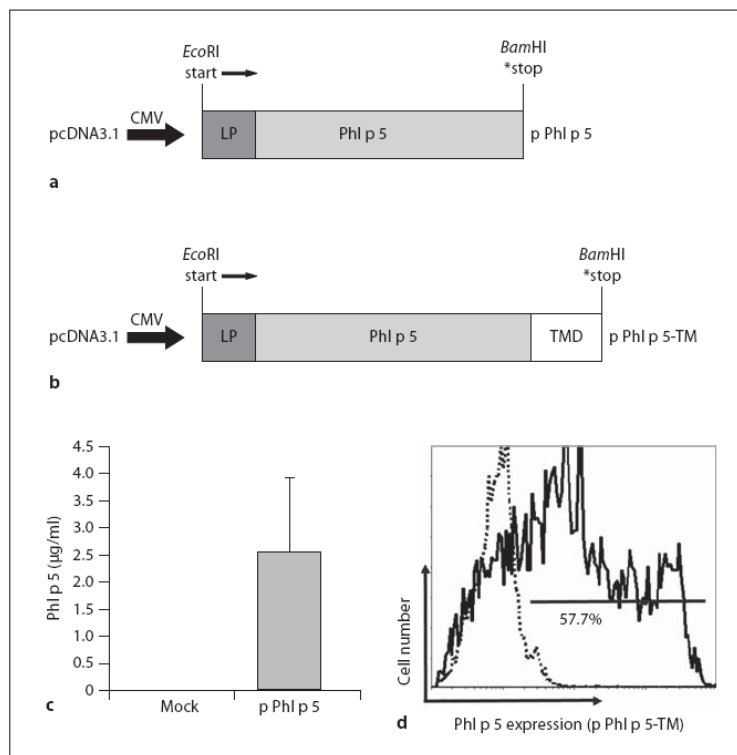 EcoRI
start
BamHI
*stop
CMV
pcDNA3.1
LP
Phl p 5
p Phl p 5
a
EcoRI
start
BamHI
*stop
CMV
pcDNA3.1
LP
Phl p 5
TMD
p Phl p 5-TM
b
4.5
4.0
3.5
3.0
2.5
2.0
1.5
1.0
0.5
0
Phl p 5 (µg/ml)
Mock
p Phl p 5
c
Cell number
57.7%
Phl p 5 expression (p Phl p 5-TM)
d